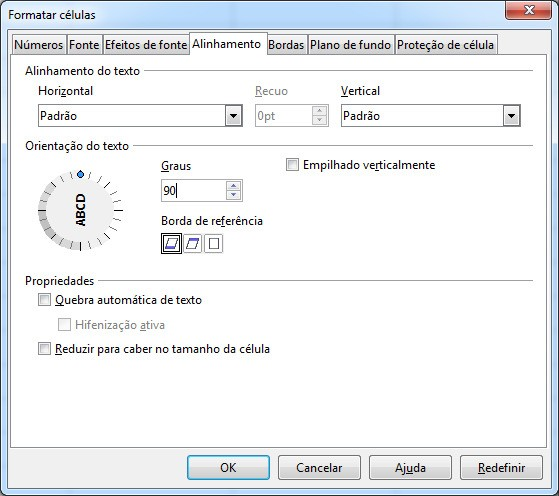 Formatar células
Números Fonte Efeitos de fonte Alinhamento Bordas Plano de fundo Proteção de célula
Alinhamento do texto
Horizontal Recuo Vertical
Padrão 0pt Padrão
Orientação do texto
Graus Empilhado verticalmente
90
ABCD
Borda de referência
Propriedades
Quebra automática de texto
Hifenização ativa
Reduzir para caber no tamanho da célula
OK Cancelar Ajuda Redefinir